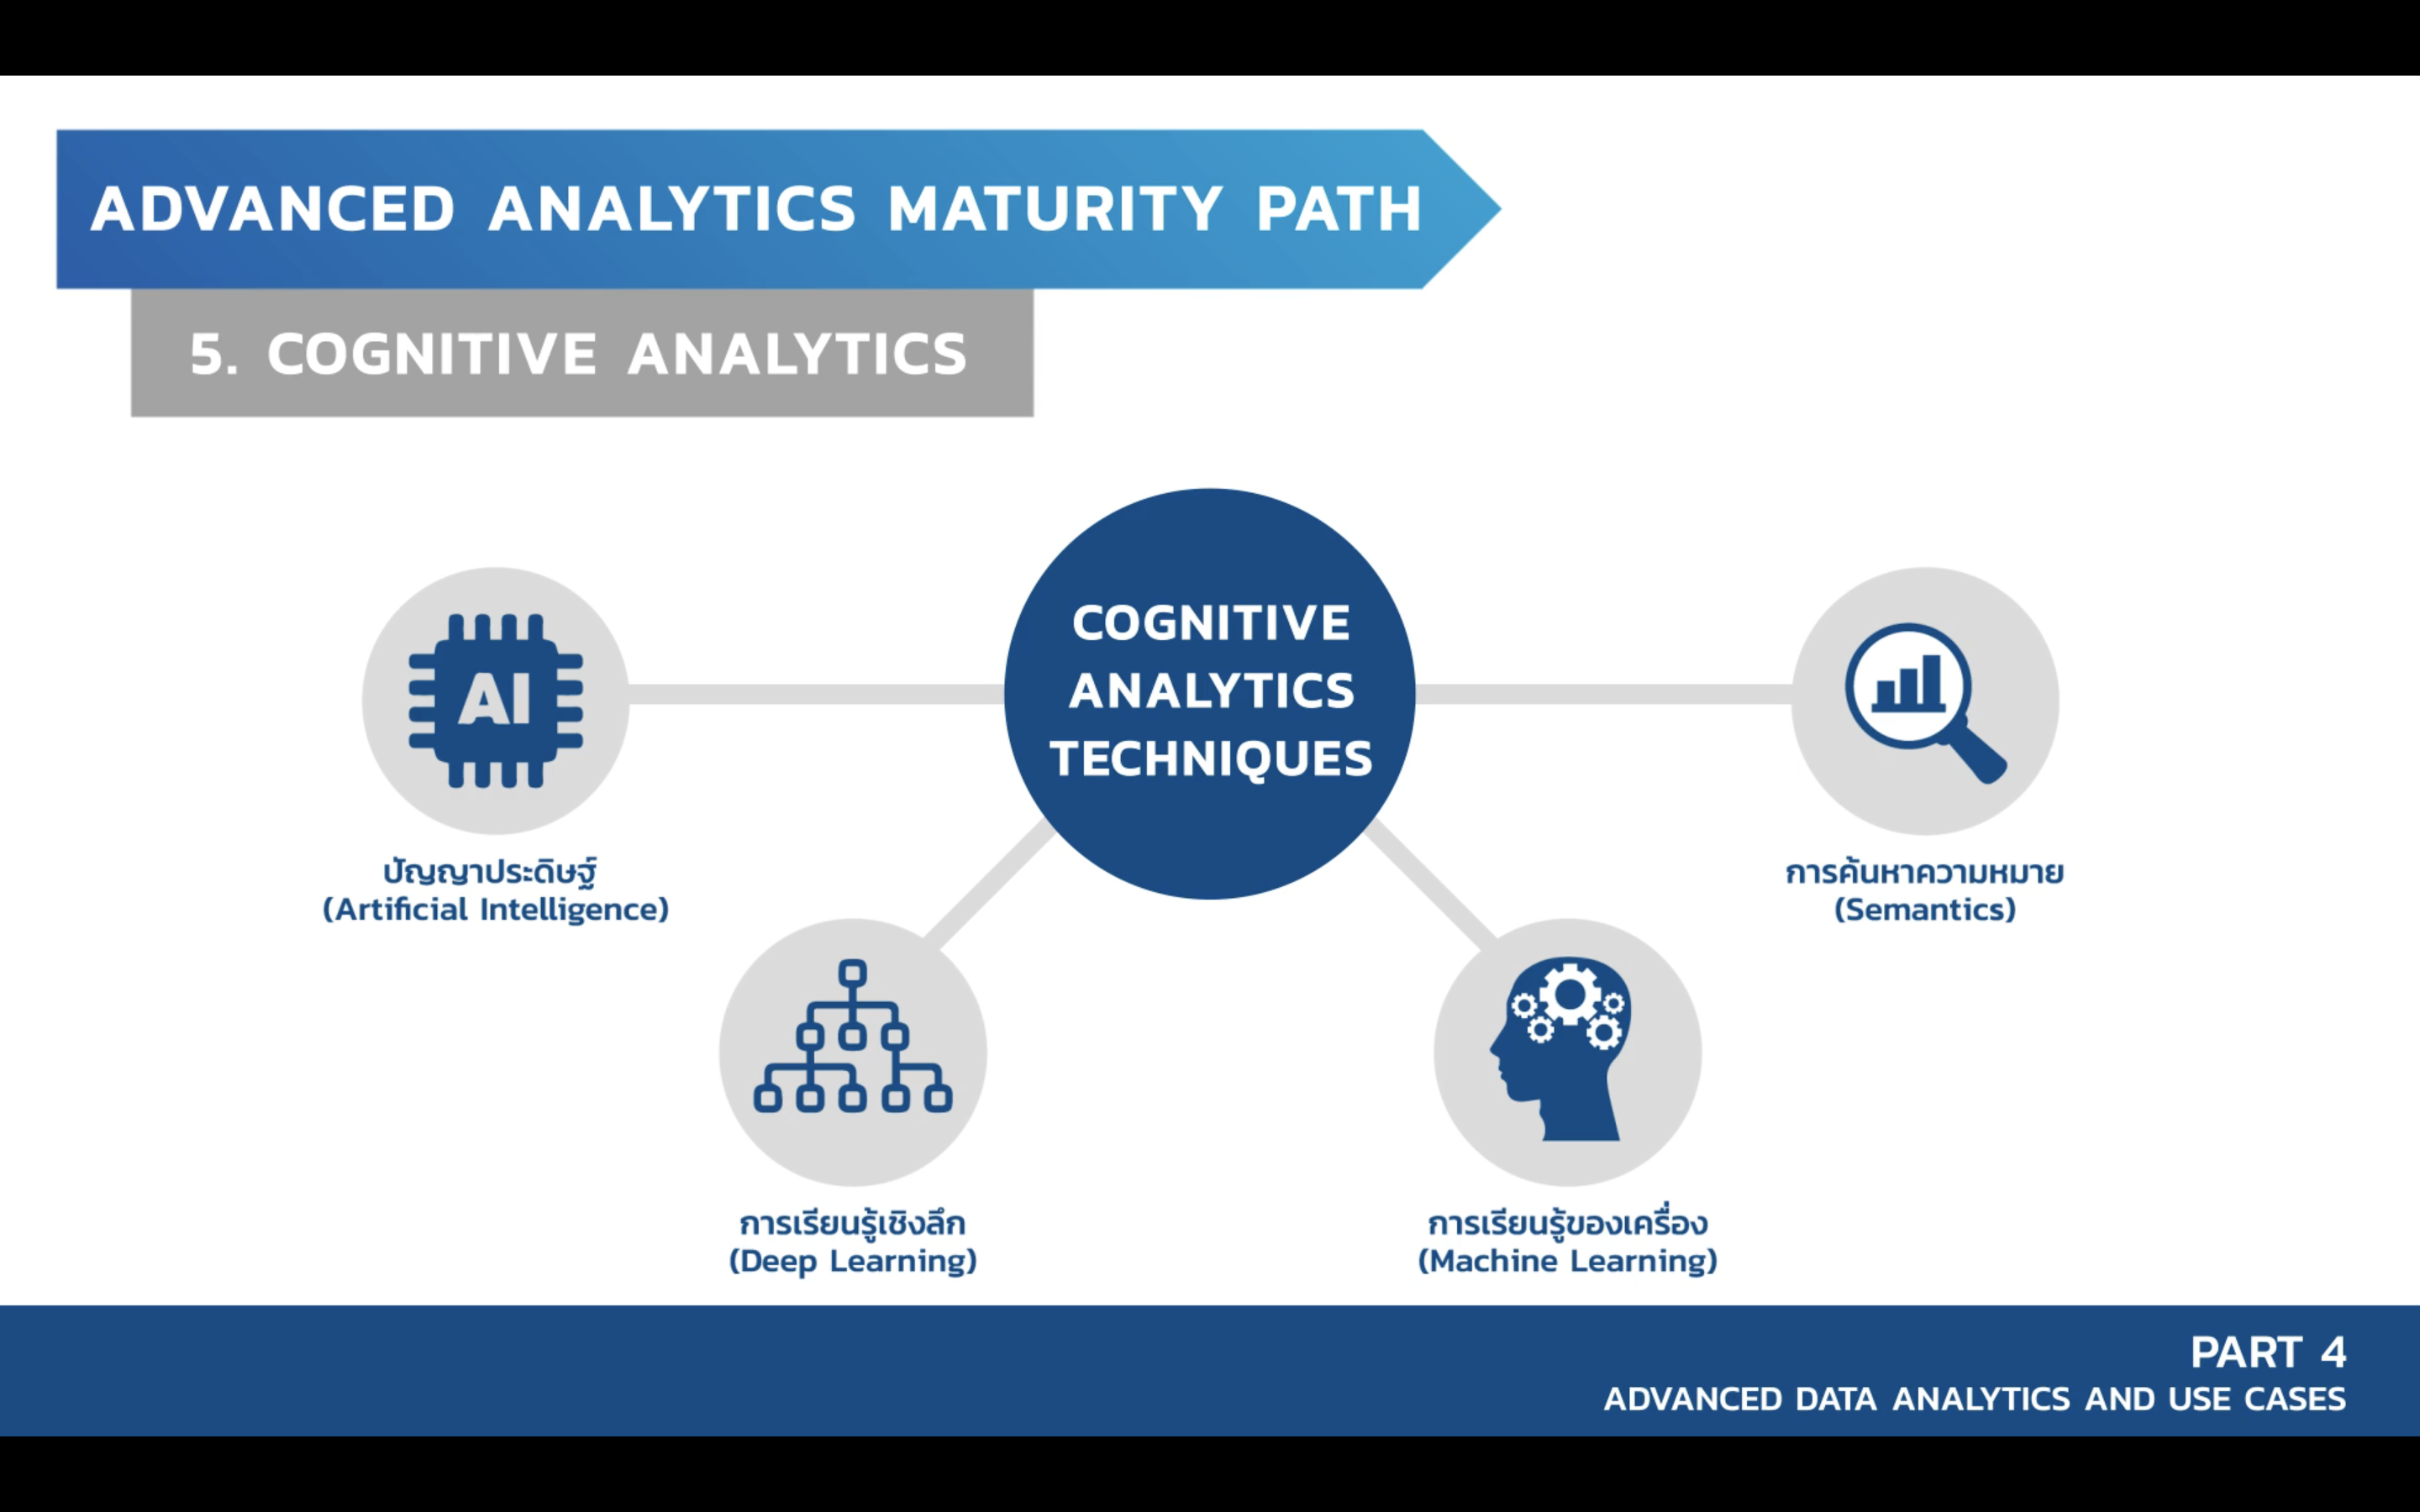 ADVANCED ANALYTICS MATURITY PATH
5. COGNITIVE ANALYTICS
COGNITIVE
ANALYTICS
TECHNIQUES
AI
ปัญญาประดิษฐ์
(Artificial Intelligence)
การค้นหาความหมาย
(Semantics)
การเรียนรู้เชิงลึก
(Deep Learning)
การเรียนรู้ของเครื่อง
(Machine Learning)
PART 4
ADVANCED DATA ANALYTICS AND USE CASES